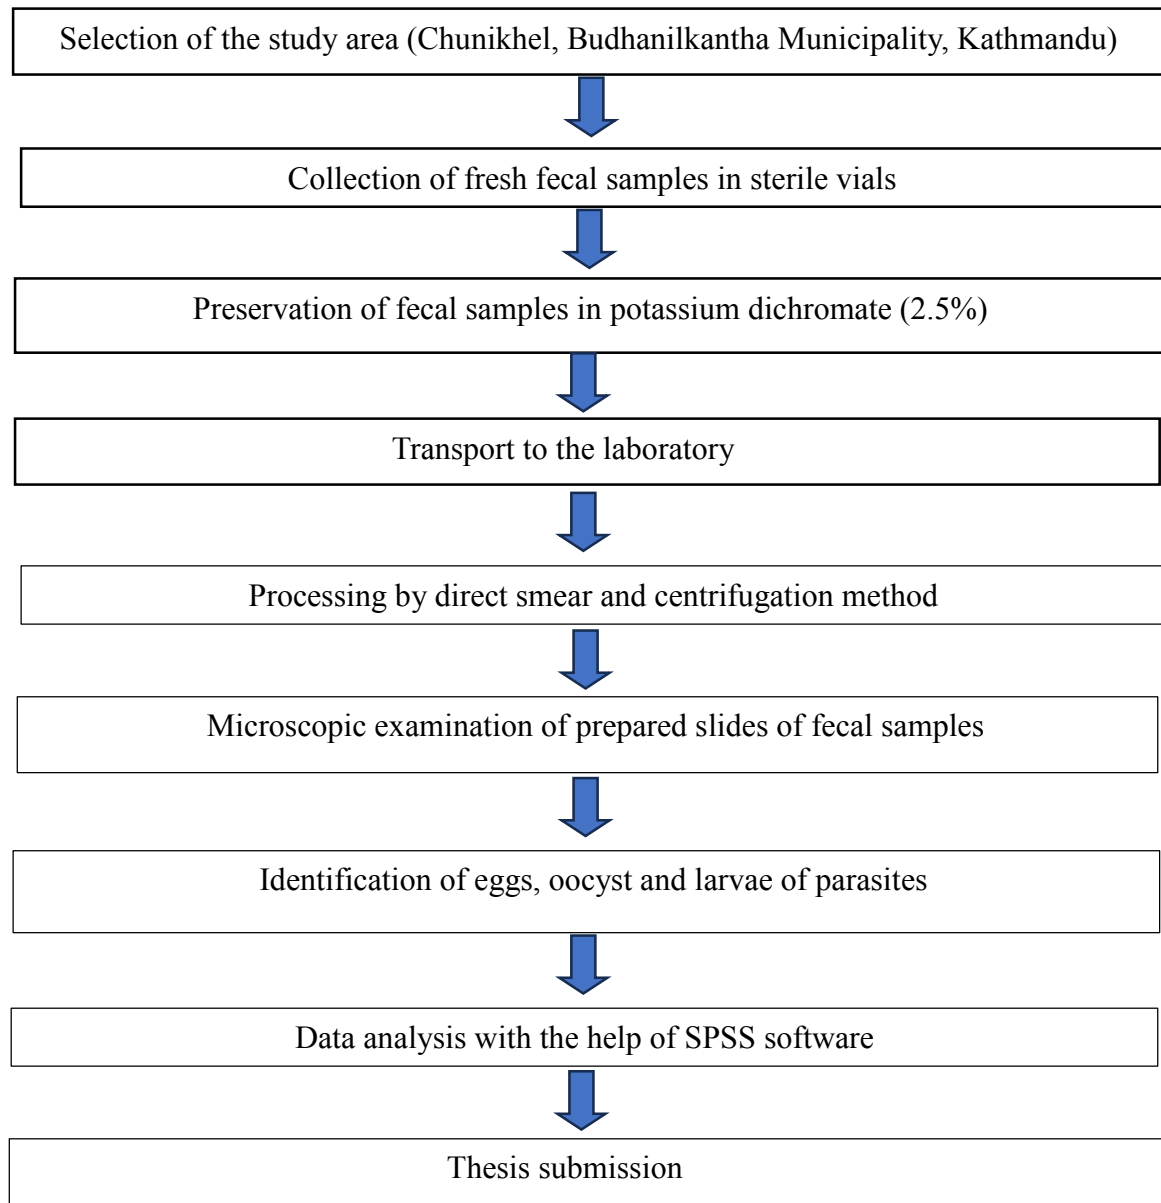 Selection of the study area (Chunikhel, Budhanilkantha Municipality, Kathmandu)
Collection of fresh fecal samples in sterile vials
Preservation of fecal samples in potassium dichromate (2.5%)
Transport to the laboratory
Processing by direct smear and centrifugation method
Microscopic examination of prepared slides of fecal samples
Identification of eggs, oocyst and larvae of parasites
Data analysis with the help of SPSS software
Thesis submission